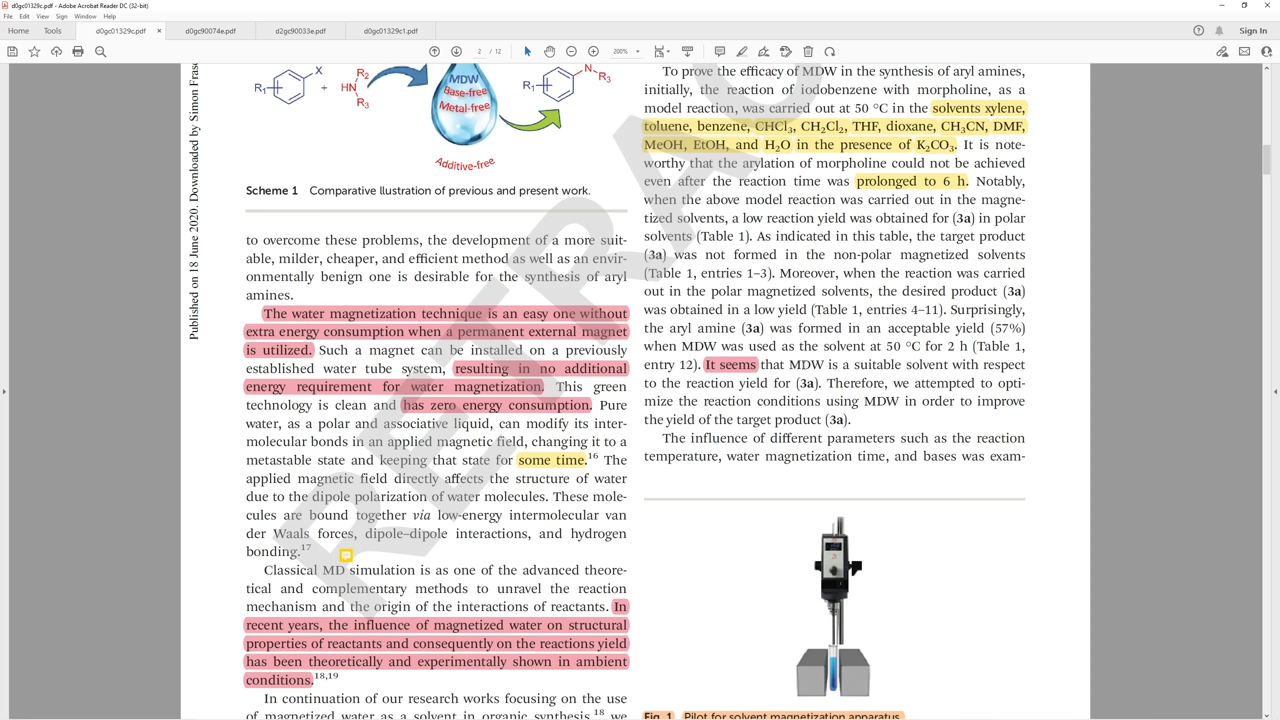 d0gc01329c.pdf - Adobe Acrobat Reader DC (32-bit)
File Edit View Sign Window Help
Home Tools d0gc01329c.pdf × d0gc90074e.pdf d2gc90033e.pdf d0gc01329c1.pdf Sign In
2 / 12 200%
Published on 18 June 2020. Downloaded by Simon Fras
R1 X + HN R2 R3 MDW Base-free Metal-free R1 N R3
Additive-free
Scheme 1 Comparative llustration of previous and present work.
to overcome these problems, the development of a more suit-
able, milder, cheaper, and efficient method as well as an envir-
onmentally benign one is desirable for the synthesis of aryl
amines.
The water magnetization technique is an easy one without
extra energy consumption when a permanent external magnet
is utilized. Such a magnet can be installed on a previously
established water tube system, resulting in no additional
energy requirement for water magnetization. This green
technology is clean and has zero energy consumption. Pure
water, as a polar and associative liquid, can modify its inter-
molecular bonds in an applied magnetic field, changing it to a
metastable state and keeping that state for some time.16 The
applied magnetic field directly affects the structure of water
due to the dipole polarization of water molecules. These mole-
cules are bound together via low-energy intermolecular van
der Waals forces, dipole–dipole interactions, and hydrogen
bonding.17
Classical MD simulation is as one of the advanced theore-
tical and complementary methods to unravel the reaction
mechanism and the origin of the interactions of reactants. In
recent years, the influence of magnetized water on structural
properties of reactants and consequently on the reactions yield
has been theoretically and experimentally shown in ambient
conditions.18,19
In continuation of our research works focusing on the use
of magnetized water as a solvent in organic synthesis,18 we
To prove the efficacy of MDW in the synthesis of aryl amines,
initially, the reaction of iodobenzene with morpholine, as a
model reaction, was carried out at 50 °C in the solvents xylene,
toluene, benzene, CHCl3, CH2Cl2, THF, dioxane, CH3CN, DMF,
MeOH, EtOH, and H2O in the presence of K2CO3. It is note-
worthy that the arylation of morpholine could not be achieved
even after the reaction time was prolonged to 6 h. Notably,
when the above model reaction was carried out in the magne-
tized solvents, a low reaction yield was obtained for (3a) in polar
solvents (Table 1). As indicated in this table, the target product
(3a) was not formed in the non-polar magnetized solvents
(Table 1, entries 1–3). Moreover, when the reaction was carried
out in the polar magnetized solvents, the desired product (3a)
was obtained in a low yield (Table 1, entries 4–11). Surprisingly,
the aryl amine (3a) was formed in an acceptable yield (57%)
when MDW was used as the solvent at 50 °C for 2 h (Table 1,
entry 12). It seems that MDW is a suitable solvent with respect
to the reaction yield for (3a). Therefore, we attempted to opti-
mize the reaction conditions using MDW in order to improve
the yield of the target product (3a).
The influence of different parameters such as the reaction
temperature, water magnetization time, and bases was exam-
Fig. 1 Pilot for solvent magnetization apparatus.
RETRAC